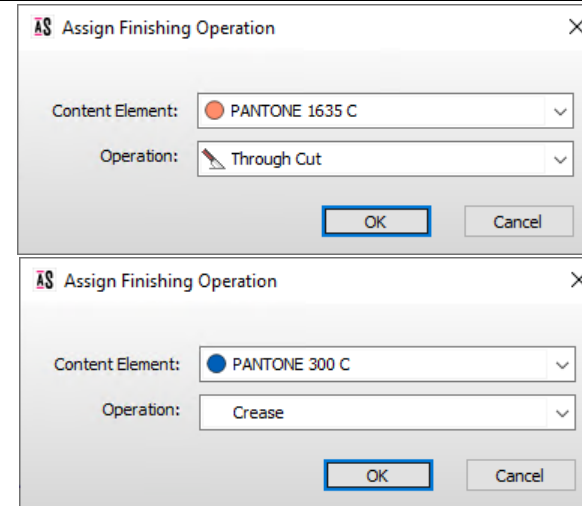 AS Assign Finishing Operation
Content Element: PANTONE 1635 C
Operation: Through Cut
OK Cancel
AS Assign Finishing Operation
Content Element: PANTONE 300 C
Operation: Crease
OK Cancel